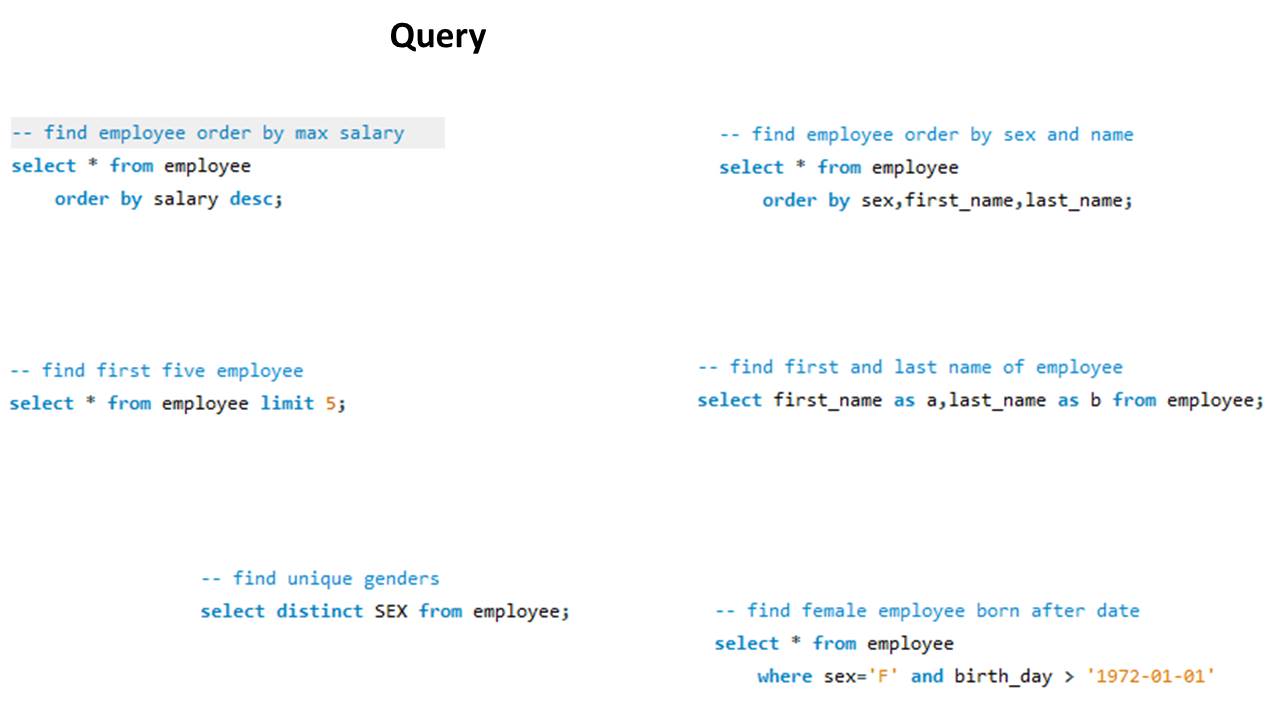 Query
-- find employee order by max salary
select * from employee
order by salary desc;
-- find employee order by sex and name
select * from employee
order by sex,first_name,last_name;
-- find first five employee
select * from employee limit 5;
-- find first and last name of employee
select first_name as a,last_name as b from employee;
-- find unique genders
select distinct SEX from employee;
-- find female employee born after date
select * from employee
where sex='F' and birth_day > '1972-01-01'